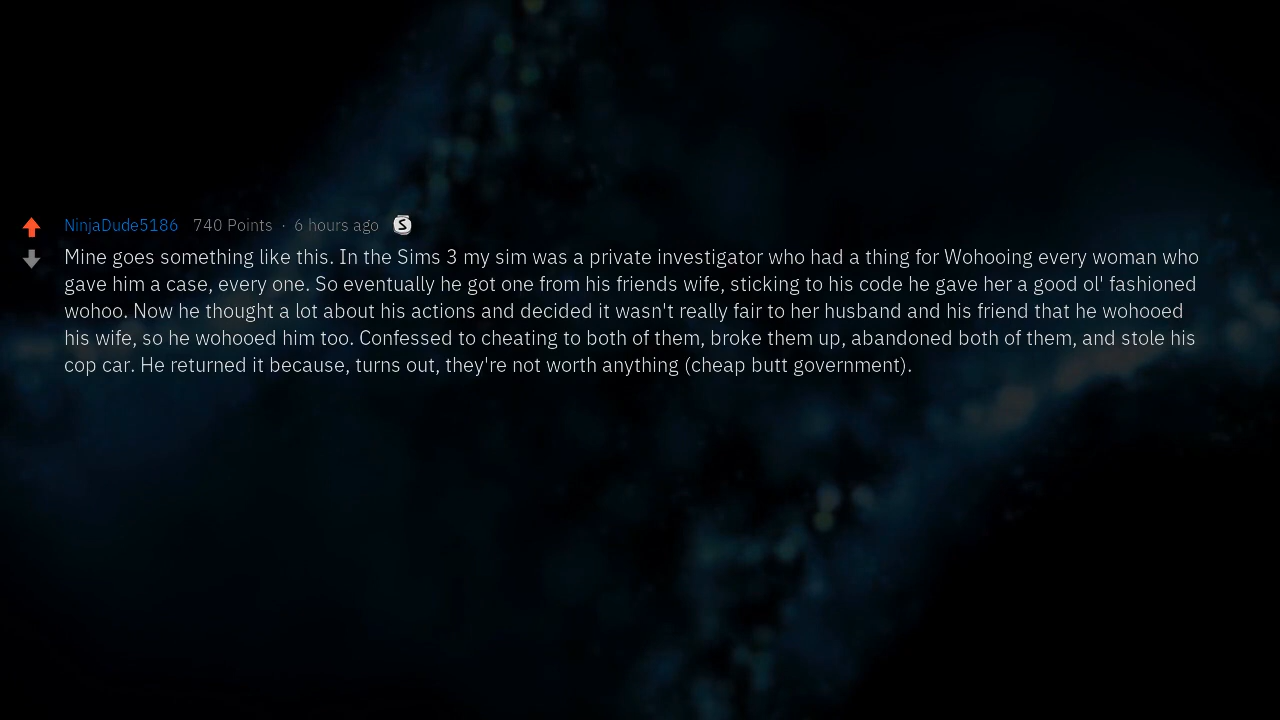 NinjaDude5186 740 Points · 6 hours ago S
Mine goes something like this. In the Sims 3 my sim was a private investigator who had a thing for Wohooing every woman who
gave him a case, every one. So eventually he got one from his friends wife, sticking to his code he gave her a good ol' fashioned
wohoo. Now he thought a lot about his actions and decided it wasn't really fair to her husband and his friend that he wohooed
his wife, so he wohooed him too. Confessed to cheating to both of them, broke them up, abandoned both of them, and stole his
cop car. He returned it because, turns out, they're not worth anything (cheap butt government).